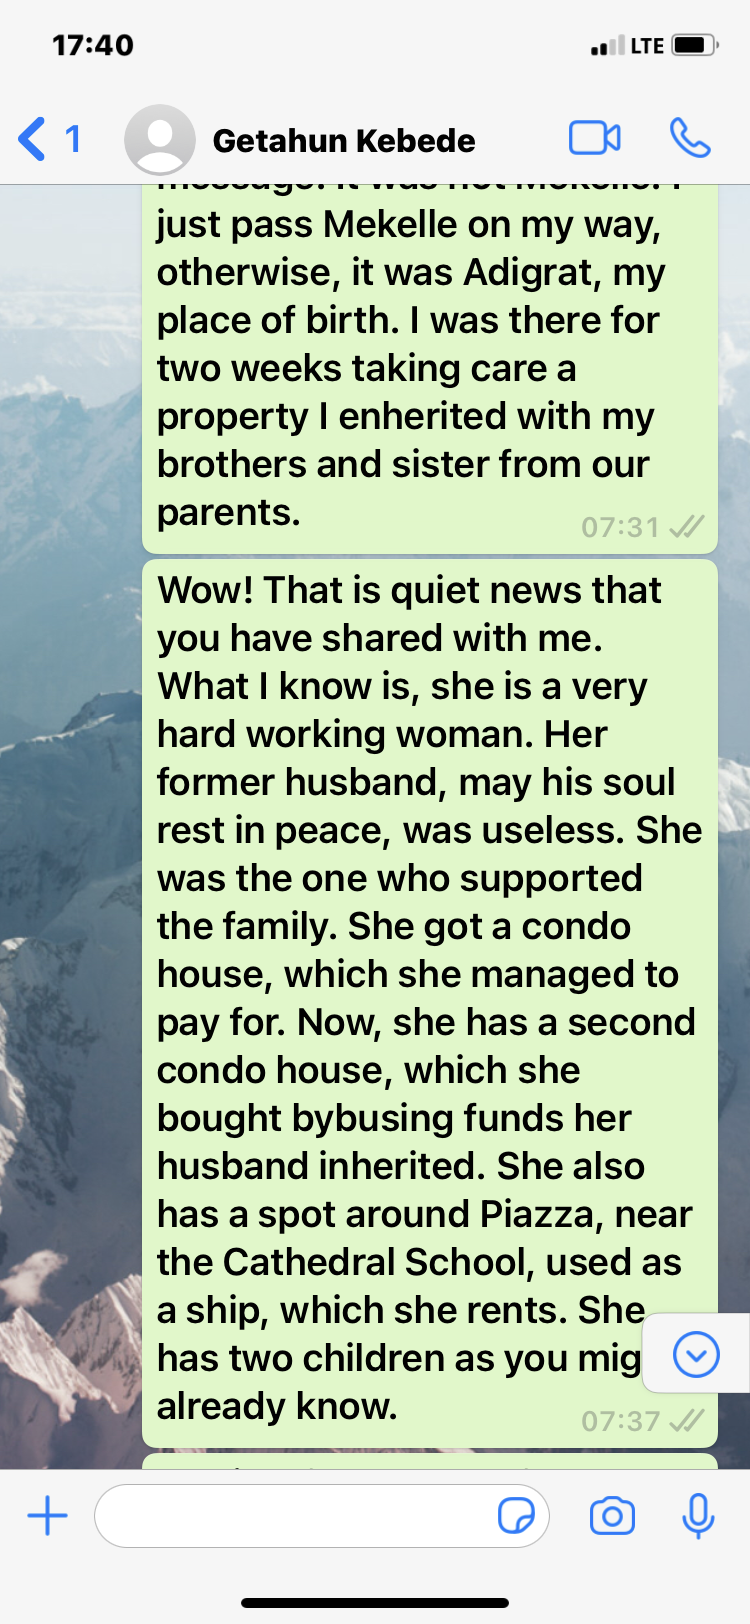 17:40
LTE
1
Getahun Kebede
message. It was not Mekelle. I
just pass Mekelle on my way,
otherwise, it was Adigrat, my
place of birth. I was there for
two weeks taking care a
property I enherited with my
brothers and sister from our
parents.
07:31
Wow! That is quiet news that
you have shared with me.
What I know is, she is a very
hard working woman. Her
former husband, may his soul
rest in peace, was useless. She
was the one who supported
the family. She got a condo
house, which she managed to
pay for. Now, she has a second
condo house, which she
bought bybusing funds her
husband inherited. She also
has a spot around Piazza, near
the Cathedral School, used as
a ship, which she rents. She
has two children as you mig
already know.
07:37